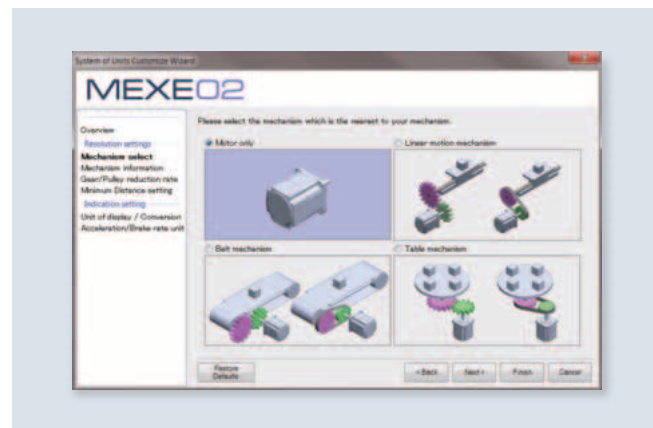 System of Units Customize Wizard
MEXE02
Please select the mechanism which is the nearest to your mechanism.
Overview
Resolution settings
Mechanism select
Mechanism information
Gear/Pulley reduction rate
Minimum Distance setting
Indication setting
Unit of display / Conversion
Acceleration/Brake rate unit
Motor only
Linear motion mechanism
Belt mechanism
Table mechanism
Restore
Defaults
< Back
Next >
Finish
Cancel